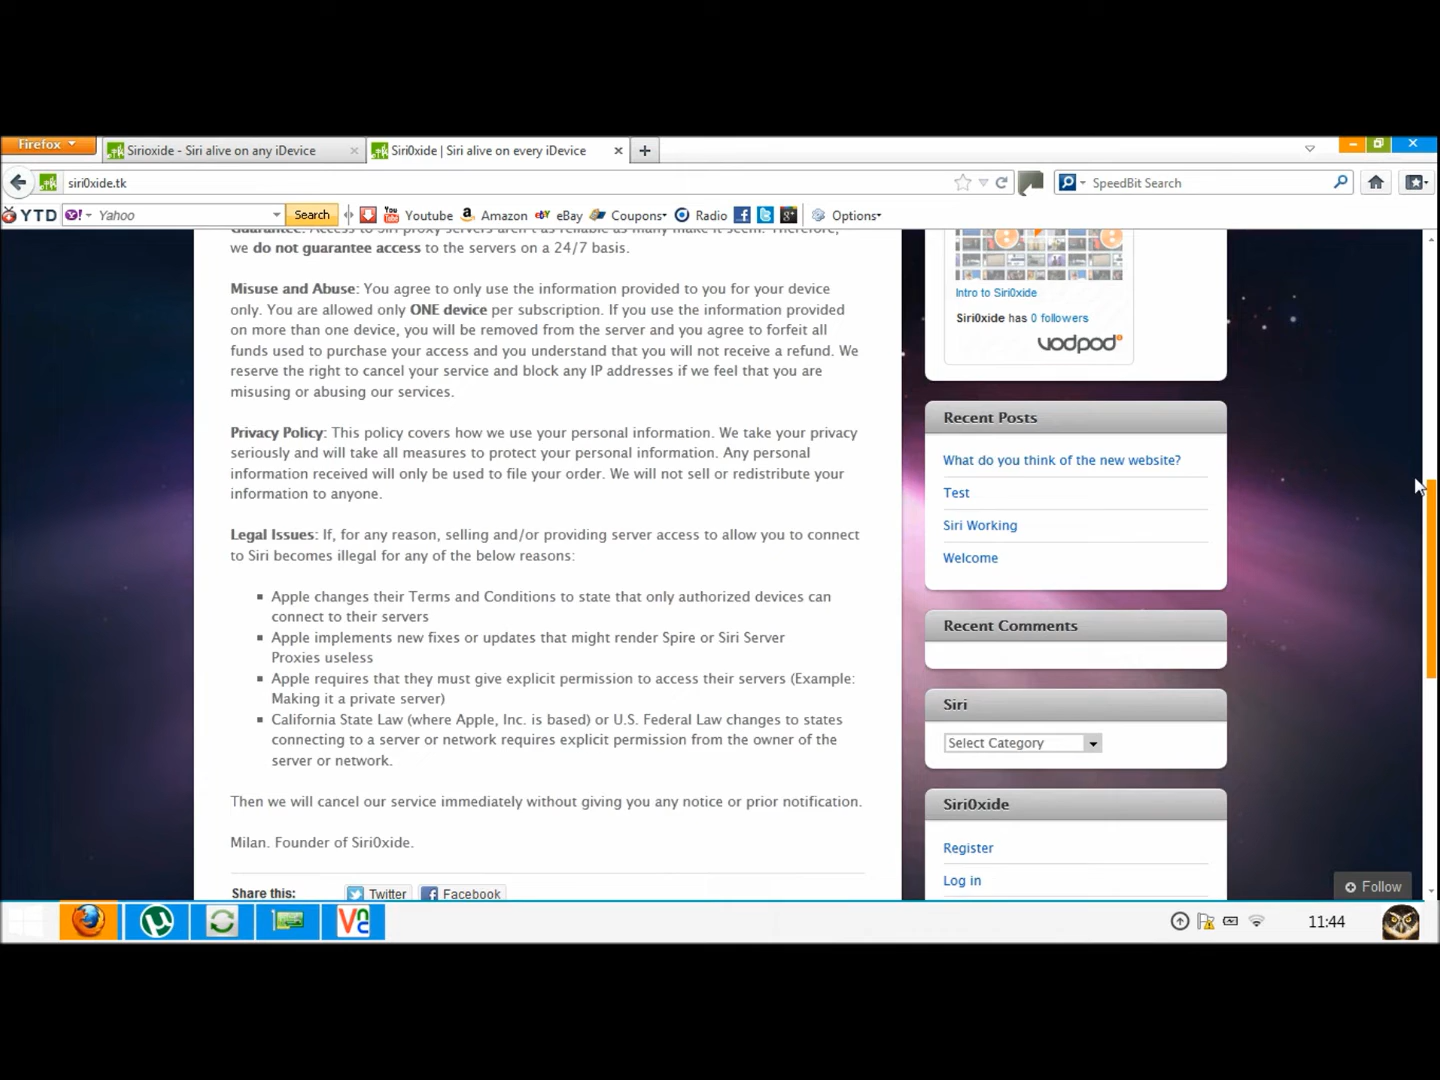 Firefox
Sirioxide - Siri alive on any iDevice
Siri0xide | Siri alive on every iDevice
siri0xide.tk
SpeedBit Search
YTD
Yahoo
Search
Youtube
Amazon
eBay
Coupons
Radio
Options
Guarantee: Access to Siri proxy servers aren't as reliable as many make it seem. Therefore,
we do not guarantee access to the servers on a 24/7 basis.
Misuse and Abuse: You agree to only use the information provided to you for your device
only. You are allowed only ONE device per subscription. If you use the information provided
on more than one device, you will be removed from the server and you agree to forfeit all
funds used to purchase your access and you understand that you will not receive a refund. We
reserve the right to cancel your service and block any IP addresses if we feel that you are
misusing or abusing our services.
Privacy Policy: This policy covers how we use your personal information. We take your privacy
seriously and will take all measures to protect your personal information. Any personal
information received will only be used to file your order. We will not sell or redistribute your
information to anyone.
Legal Issues: If, for any reason, selling and/or providing server access to allow you to connect
to Siri becomes illegal for any of the below reasons:
Apple changes their Terms and Conditions to state that only authorized devices can
connect to their servers
Apple implements new fixes or updates that might render Spire or Siri Server
Proxies useless
Apple requires that they must give explicit permission to access their servers (Example:
Making it a private server)
California State Law (where Apple, Inc. is based) or U.S. Federal Law changes to states
connecting to a server or network requires explicit permission from the owner of the
server or network.
Then we will cancel our service immediately without giving you any notice or prior notification.
Milan. Founder of Siri0xide.
Share this:
Twitter
Facebook
Intro to Siri0xide
Siri0xide has 0 followers
vodpod
Recent Posts
What do you think of the new website?
Test
Siri Working
Welcome
Recent Comments
Siri
Select Category
Siri0xide
Register
Log in
Follow
11:44